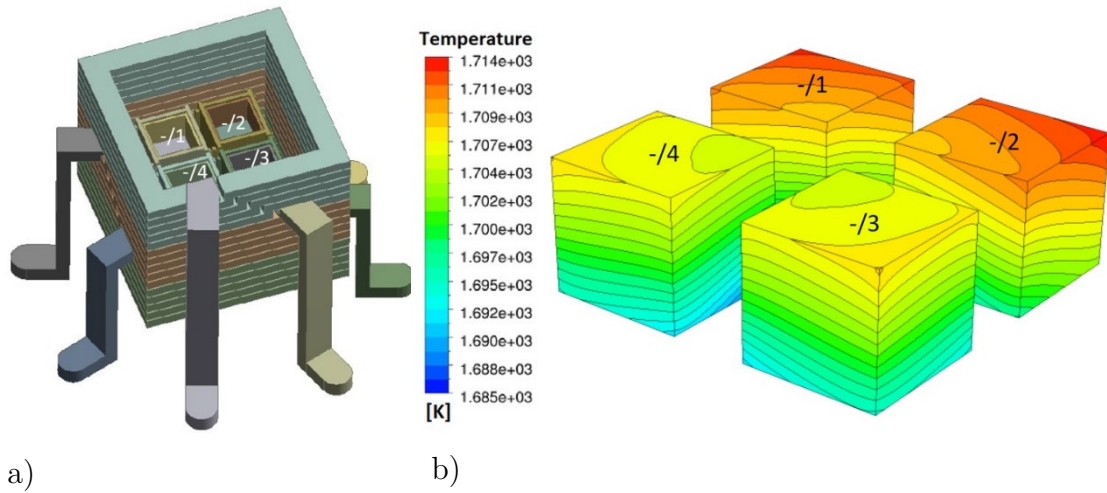 -/1
-/2
-/3
-/4
a)
Temperature
1.714e+03
1.711e+03
1.709e+03
1.707e+03
1.704e+03
1.702e+03
1.700e+03
1.697e+03
1.695e+03
1.692e+03
1.690e+03
1.688e+03
1.685e+03
[K]
-/1
-/2
-/4
-/3
b)